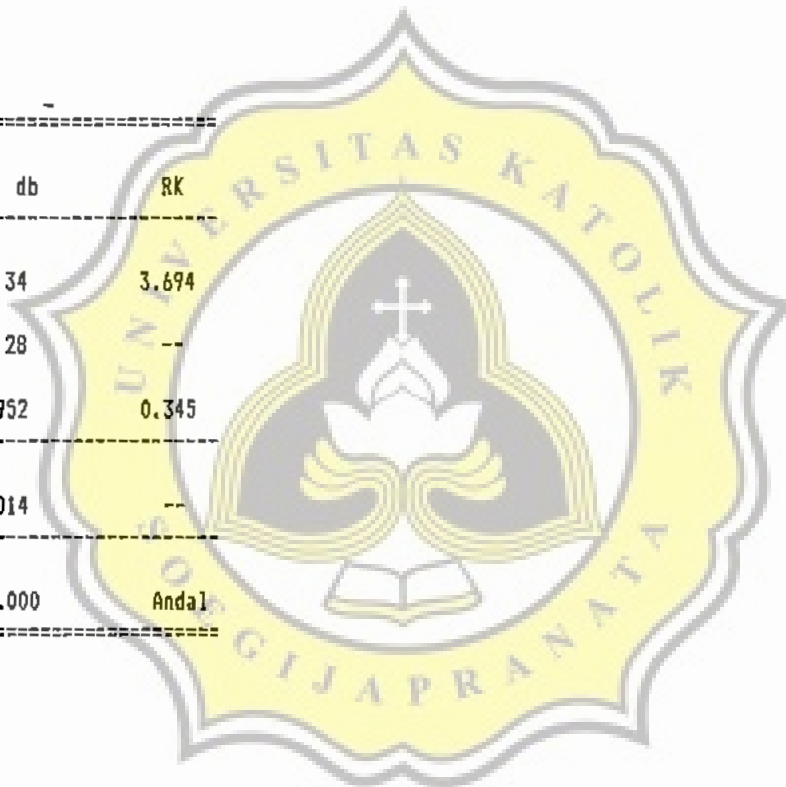 db RK
34 3.694
28 --
952 0.345
014 --
.000 Andal
UNIVERSITAS KATOLIK
SOEGIJAPRANATA